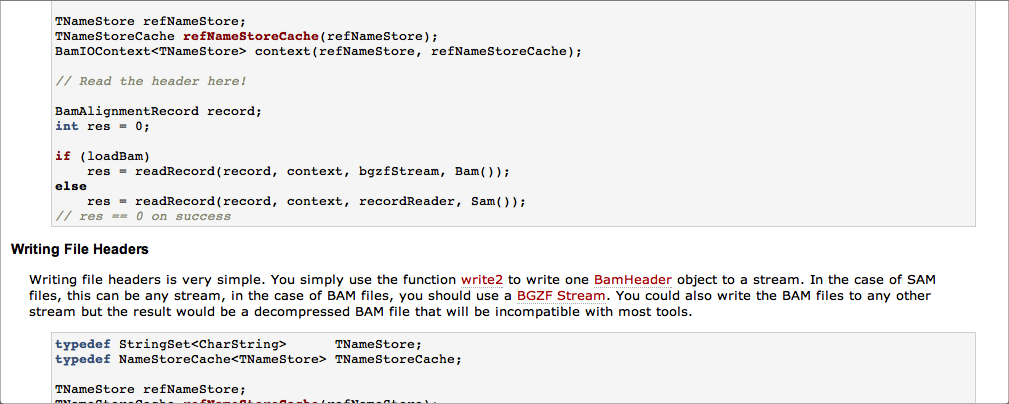 TNameStore refNameStore;
TNameStoreCache refNameStoreCache(refNameStore);
BamIOContext<TNameStore> context(refNameStore, refNameStoreCache);
// Read the header here!
BamAlignmentRecord record;
int res = 0;
if (loadBam)
    res = readRecord(record, context, bgzfStream, Bam());
else
    res = readRecord(record, context, recordReader, Sam());
// res == 0 on success
Writing File Headers
Writing file headers is very simple. You simply use the function write2 to write one BamHeader object to a stream. In the case of SAM
files, this can be any stream, in the case of BAM files, you should use a BGZF Stream. You could also write the BAM files to any other
stream but the result would be a decompressed BAM file that will be incompatible with most tools.
typedef StringSet<CharString>      TNameStore;
typedef NameStoreCache<TNameStore> TNameStoreCache;
TNameStore refNameStore;
TNameStoreCache refNameStoreCache(refNameStore);